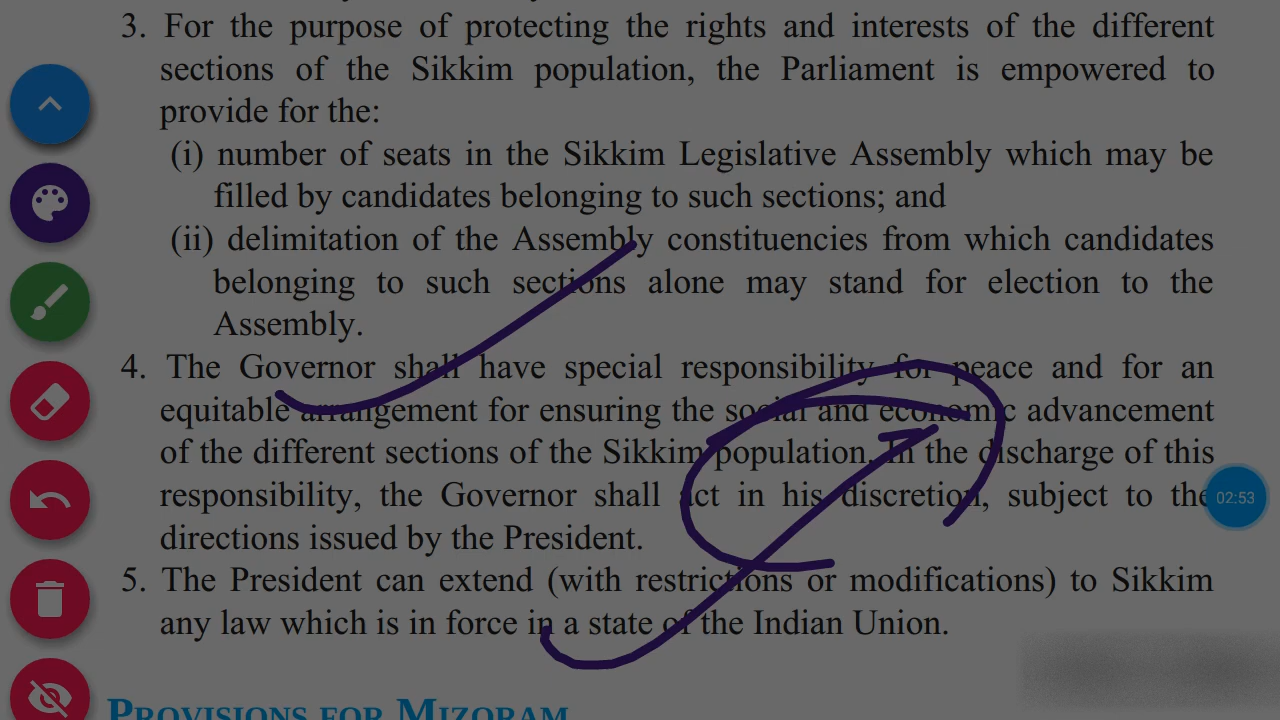 3. For the purpose of protecting the rights and interests of the different
sections of the Sikkim population, the Parliament is empowered to
provide for the:
(i) number of seats in the Sikkim Legislative Assembly which may be
filled by candidates belonging to such sections; and
(ii) delimitation of the Assembly constituencies from which candidates
belonging to such sections alone may stand for election to the
Assembly.
4. The Governor shall have special responsibility for peace and for an
equitable arrangement for ensuring the social and economic advancement
of the different sections of the Sikkim population. In the discharge of this
responsibility, the Governor shall act in his discretion, subject to the
02:53
directions issued by the President.
5. The President can extend (with restrictions or modifications) to Sikkim
any law which is in force in a state of the Indian Union.
PROVISIONS FOR MIZORAM